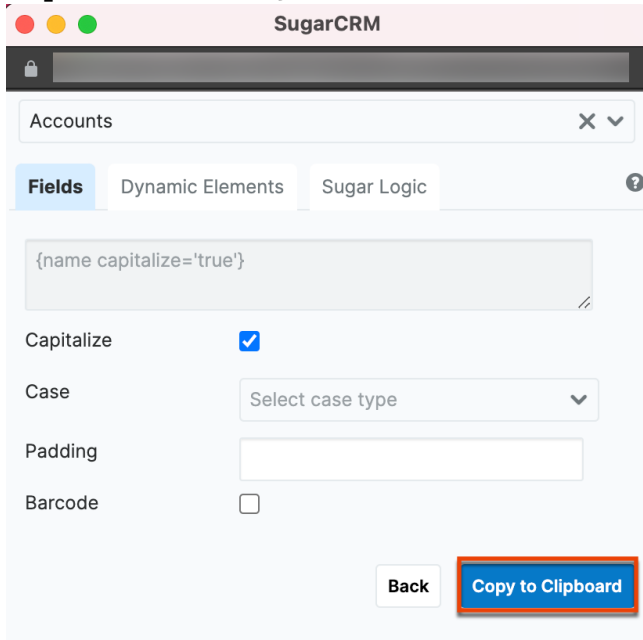 SugarCRM
Accounts
Fields Dynamic Elements Sugar Logic ?
{name capitalize='true'}
Capitalize
Case Select case type
Padding
Barcode
Back Copy to Clipboard